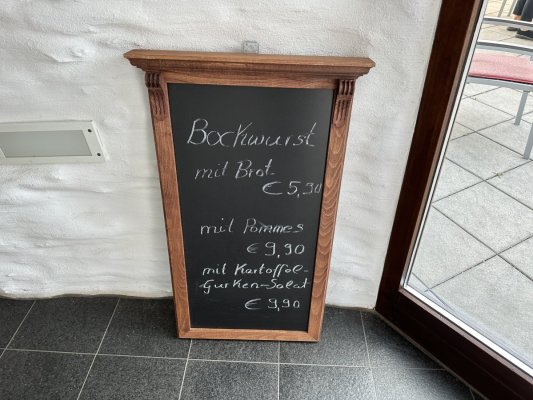 Bockwurst
mit Brot
€ 5,90
mit Pommes
€ 9,90
mit Kartoffel-
Gurken-Salat
€ 9,90